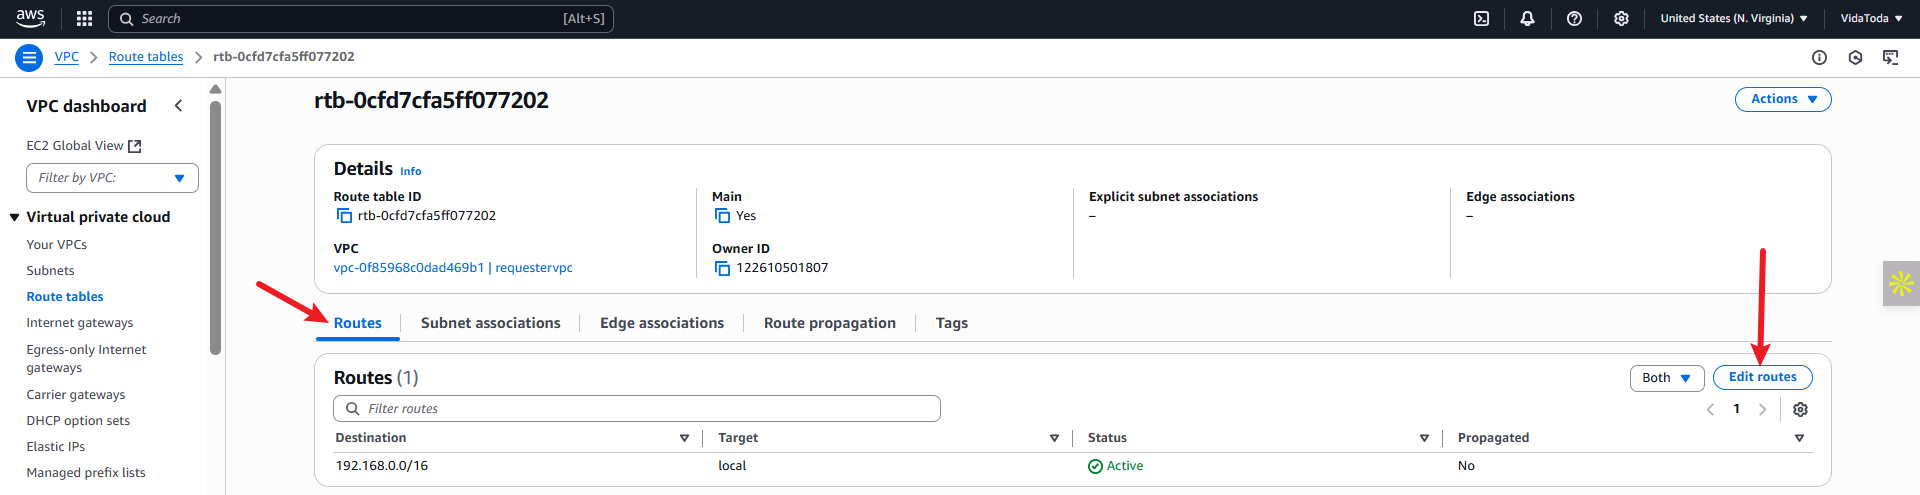 aws
Search
[Alt+S]
United States (N. Virginia)
VidaToda
VPC
Route tables
rtb-0cfd7cfa5ff077202
VPC dashboard
EC2 Global View
Filter by VPC:
Virtual private cloud
Your VPCs
Subnets
Route tables
Internet gateways
Egress-only Internet
gateways
Carrier gateways
DHCP option sets
Elastic IPs
Managed prefix lists
rtb-0cfd7cfa5ff077202
Actions
Details Info
Route table ID
rtb-0cfd7cfa5ff077202
Main
Yes
Explicit subnet associations
–
Edge associations
–
VPC
vpc-0f85968c0dad469b1 | requestervpc
Owner ID
122610501807
Routes
Subnet associations
Edge associations
Route propagation
Tags
Routes (1)
Both
Edit routes
Filter routes
1
Destination
Target
Status
Propagated
192.168.0.0/16
local
Active
No